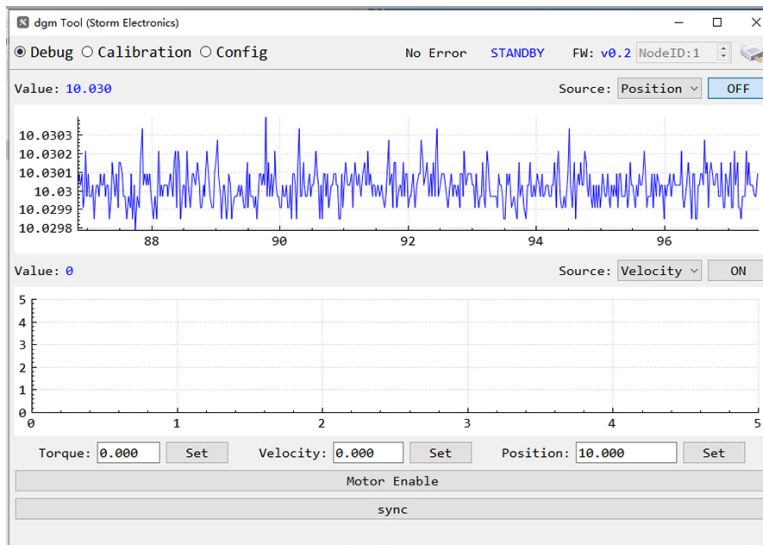 dgm Tool (Storm Electronics)
Debug Calibration Config No Error STANDBY FW: v0.2 NodeID:1
Value: 10.030 Source: Position OFF
10.0303
10.0302
10.0301
10.03
10.0299
10.0298
88 90 92 94 96
Value: 0 Source: Velocity ON
5
4
3
2
1
0
0 1 2 3 4 5
Torque: 0.000 Set Velocity: 0.000 Set Position: 10.000 Set
Motor Enable
sync